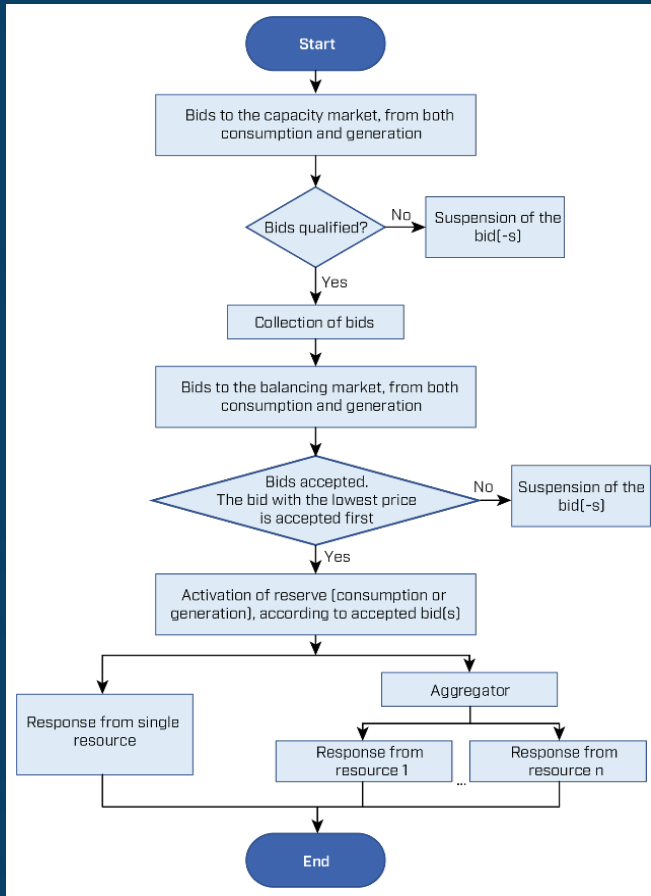 Start
Bids to the capacity market, from both
consumption and generation
Bids qualified?
No
Suspension of the
bid(-s)
Yes
Collection of bids
Bids to the balancing market, from both
consumption and generation
Bids accepted.
The bid with the lowest price
is accepted first
No
Suspension of the
bid(-s)
Yes
Activation of reserve (consumption or
generation), according to accepted bid(s)
Response from single
resource
Aggregator
Response from
resource 1
...
Response from
resource n
End